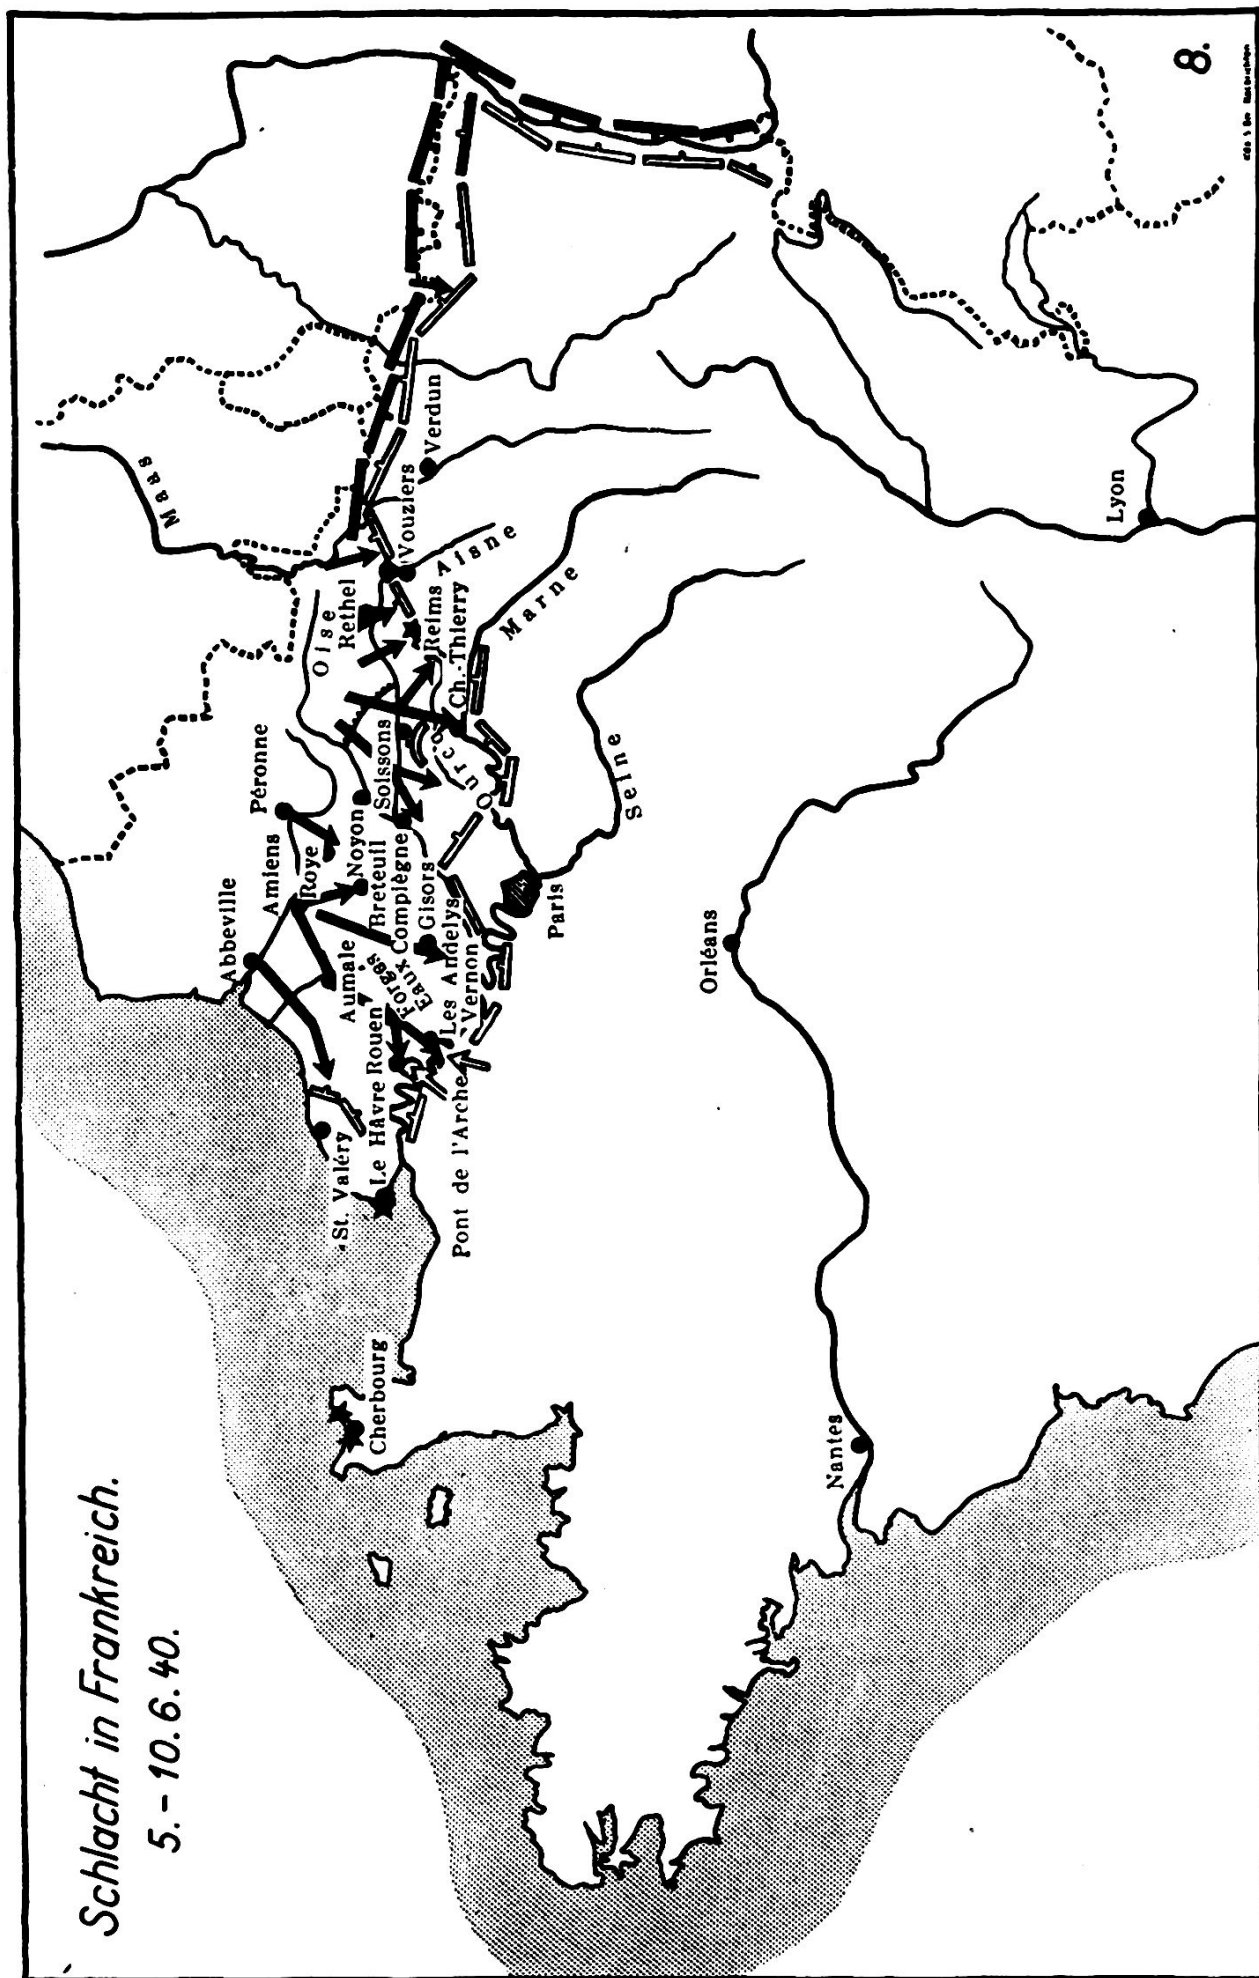 Schlacht in Frankreich.
5. - 10. 6. 40.
8.
Maas
Abbeville
Amiens
Péronne
Roye
Noyon
Oise
Rethel
Vouziers
Verdun
Aisne
Reims
Ch.-Thierry
Marne
Soissons
Ourcq
Breteuil
Compiègne
Gisors
Aumale
Forges
Eaux
Les Andelys
Vernon
Rouen
Le Hâvre
St. Valéry
Pont de l'Arche
Cherbourg
Paris
Seine
Orléans
Nantes
Lyon